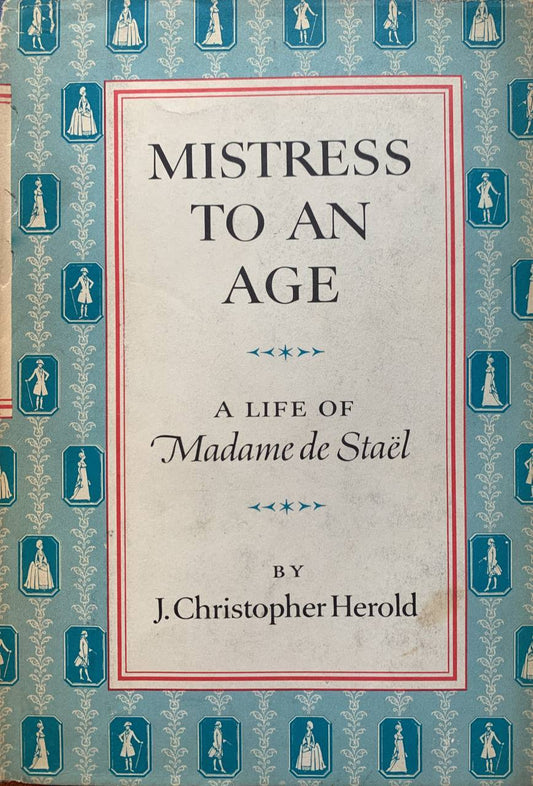 MISTRESS
TO AN
AGE
A LIFE OF
Madame de Staël
BY
J. Christopher Herold